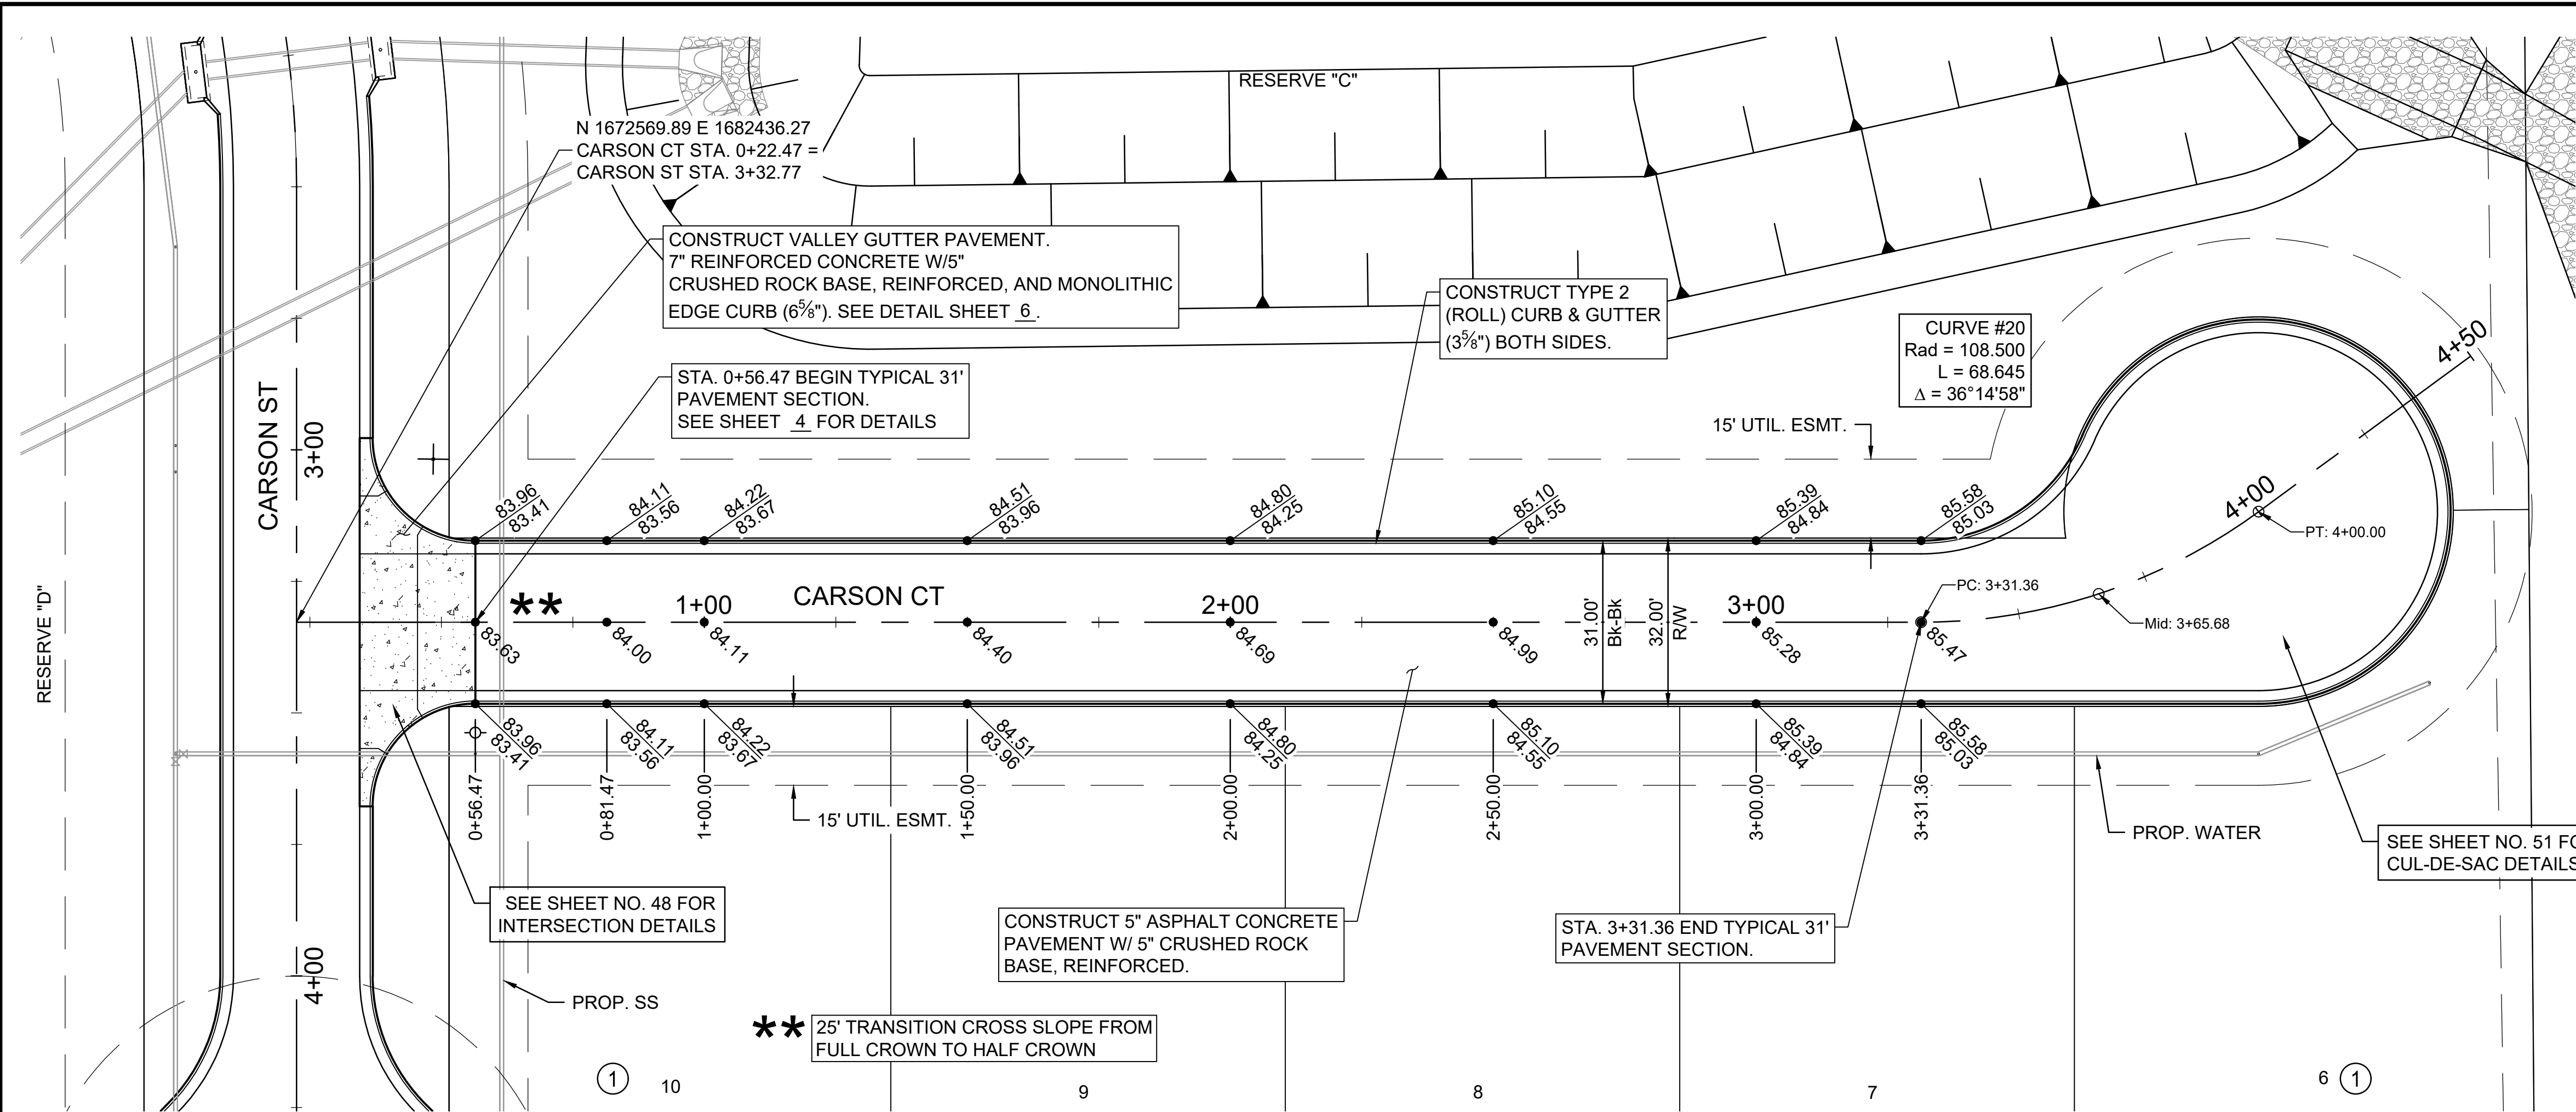 RESERVE "C"
N 1672569.89 E 1682436.27
CARSON CT STA. 0+22.47 =
CARSON ST STA. 3+32.77
CONSTRUCT VALLEY GUTTER PAVEMENT.
7" REINFORCED CONCRETE W/5"
CRUSHED ROCK BASE, REINFORCED, AND MONOLITHIC
EDGE CURB (6⅝"). SEE DETAIL SHEET 6.
CONSTRUCT TYPE 2
(ROLL) CURB & GUTTER
(3⅝") BOTH SIDES.
CURVE #20
Rad = 108.500
L = 68.645
Δ = 36°14'58"
STA. 0+56.47 BEGIN TYPICAL 31'
PAVEMENT SECTION.
SEE SHEET 4 FOR DETAILS
15' UTIL. ESMT.
CARSON ST
3+00
4+00
RESERVE "D"
4+50
4+00
PT: 4+00.00
83.96
83.41
84.11
83.56
84.22
83.67
84.51
83.96
84.80
84.25
85.10
84.55
85.39
84.84
85.58
85.03
**
1+00
CARSON CT
2+00
3+00
31.00'
Bk-Bk
32.00'
R/W
PC: 3+31.36
Mid: 3+65.68
83.63
84.00
84.11
84.40
84.69
84.99
85.28
85.47
83.96
83.41
84.11
83.56
84.22
83.67
84.51
83.96
84.80
84.25
85.10
84.55
85.39
84.84
85.58
85.03
0+56.47
0+81.47
1+00.00
1+50.00
2+00.00
2+50.00
3+00.00
3+31.36
15' UTIL. ESMT.
PROP. WATER
SEE SHEET NO. 51 FO
CUL-DE-SAC DETAILS
SEE SHEET NO. 48 FOR
INTERSECTION DETAILS
CONSTRUCT 5" ASPHALT CONCRETE
PAVEMENT W/ 5" CRUSHED ROCK
BASE, REINFORCED.
STA. 3+31.36 END TYPICAL 31'
PAVEMENT SECTION.
PROP. SS
** 25' TRANSITION CROSS SLOPE FROM
FULL CROWN TO HALF CROWN
1 10
9
8
7
6 1